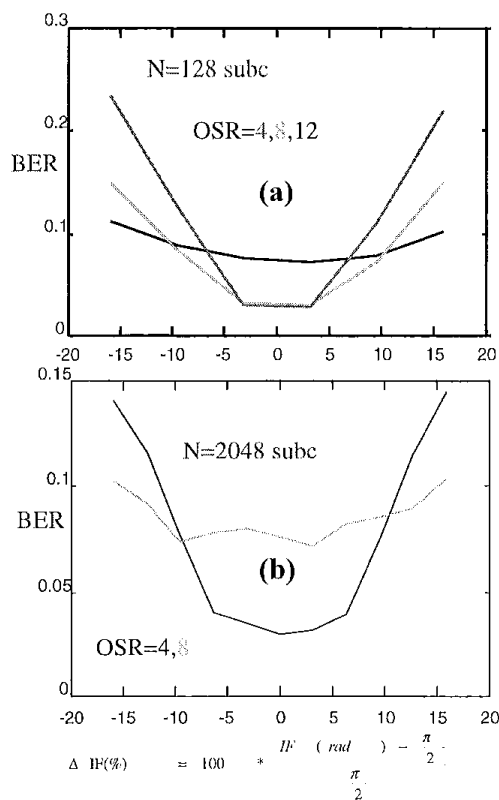 0.3
N=128 subc
0.2
OSR=4,8,12
BER
(a)
0.1
0
-20 -15 -10 -5 0 5 10 15 20
0.15
N=2048 subc
0.1
BER
(b)
0.05
OSR=4,8
0
-20 -15 -10 -5 0 5 10 15 20
Δ IF(%) = 100 * IF (rad) − π/2
π/2